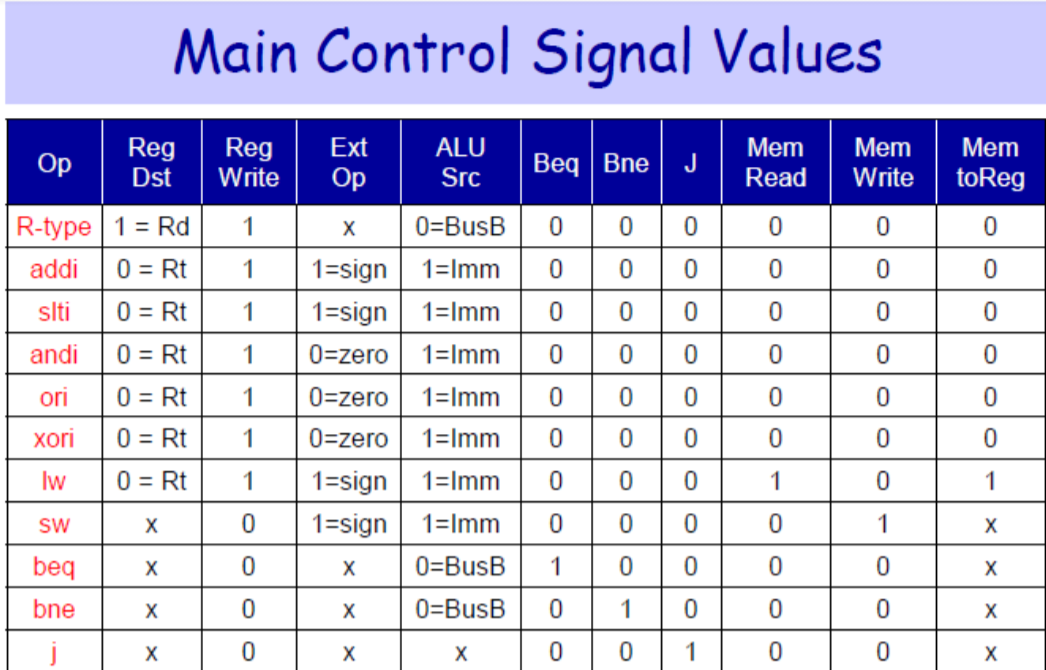 Main Control Signal Values
Op Reg Dst Reg Write Ext Op ALU Src Beq Bne J Mem Read Mem Write Mem toReg
R-type 1 = Rd 1 x 0=BusB 0 0 0 0 0 0
addi 0 = Rt 1 1=sign 1=Imm 0 0 0 0 0 0
slti 0 = Rt 1 1=sign 1=Imm 0 0 0 0 0 0
andi 0 = Rt 1 0=zero 1=Imm 0 0 0 0 0 0
ori 0 = Rt 1 0=zero 1=Imm 0 0 0 0 0 0
xori 0 = Rt 1 0=zero 1=Imm 0 0 0 0 0 0
lw 0 = Rt 1 1=sign 1=Imm 0 0 0 1 0 1
sw x 0 1=sign 1=Imm 0 0 0 0 1 x
beq x 0 x 0=BusB 1 0 0 0 0 x
bne x 0 x 0=BusB 0 1 0 0 0 x
j x 0 x x 0 0 1 0 0 x